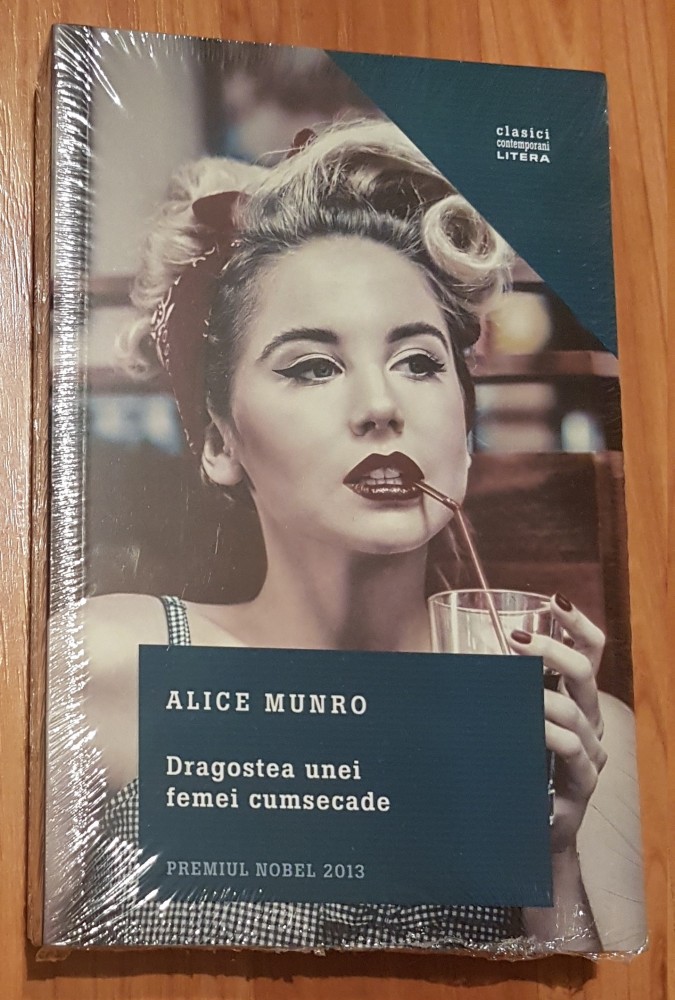 clasici
contemporani
LITERA
ALICE MUNRO
Dragostea unei
femei cumsecade
PREMIUL NOBEL 2013